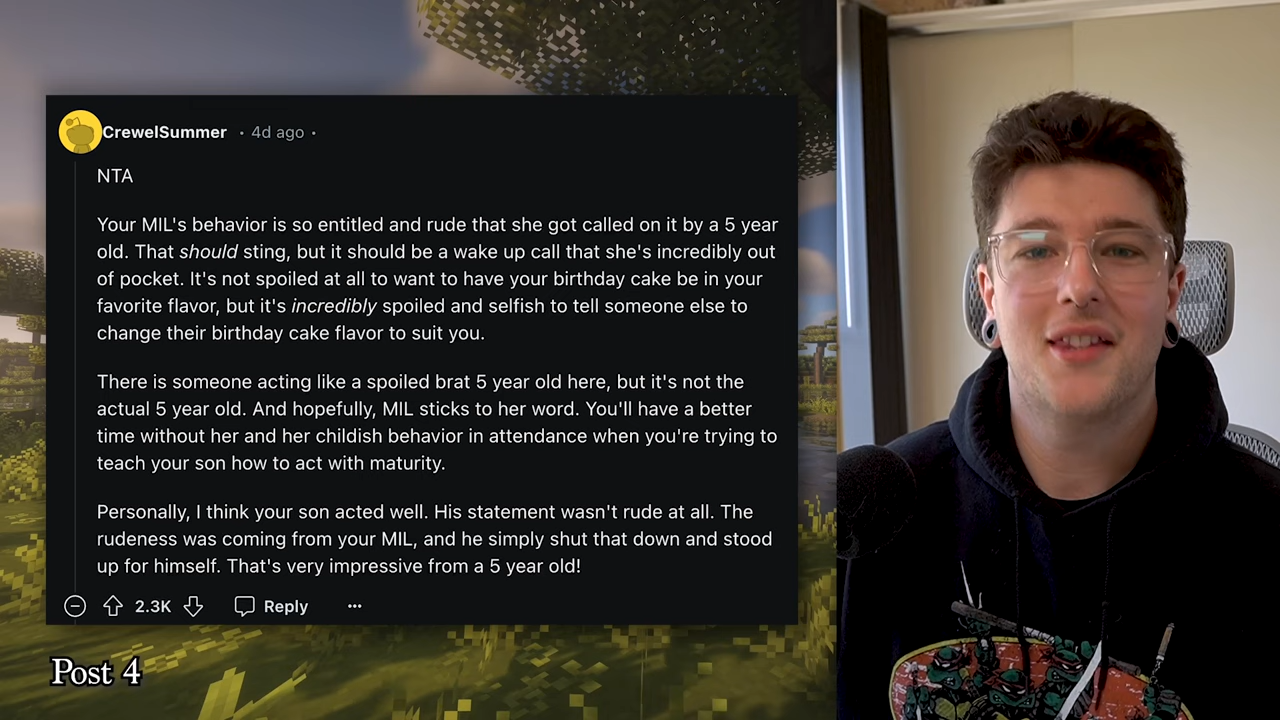 CrewelSummer • 4d ago •
NTA
Your MIL's behavior is so entitled and rude that she got called on it by a 5 year
old. That should sting, but it should be a wake up call that she's incredibly out
of pocket. It's not spoiled at all to want to have your birthday cake be in your
favorite flavor, but it's incredibly spoiled and selfish to tell someone else to
change their birthday cake flavor to suit you.
There is someone acting like a spoiled brat 5 year old here, but it's not the
actual 5 year old. And hopefully, MIL sticks to her word. You'll have a better
time without her and her childish behavior in attendance when you're trying to
teach your son how to act with maturity.
Personally, I think your son acted well. His statement wasn't rude at all. The
rudeness was coming from your MIL, and he simply shut that down and stood
up for himself. That's very impressive from a 5 year old!
2.3K Reply
Post 4